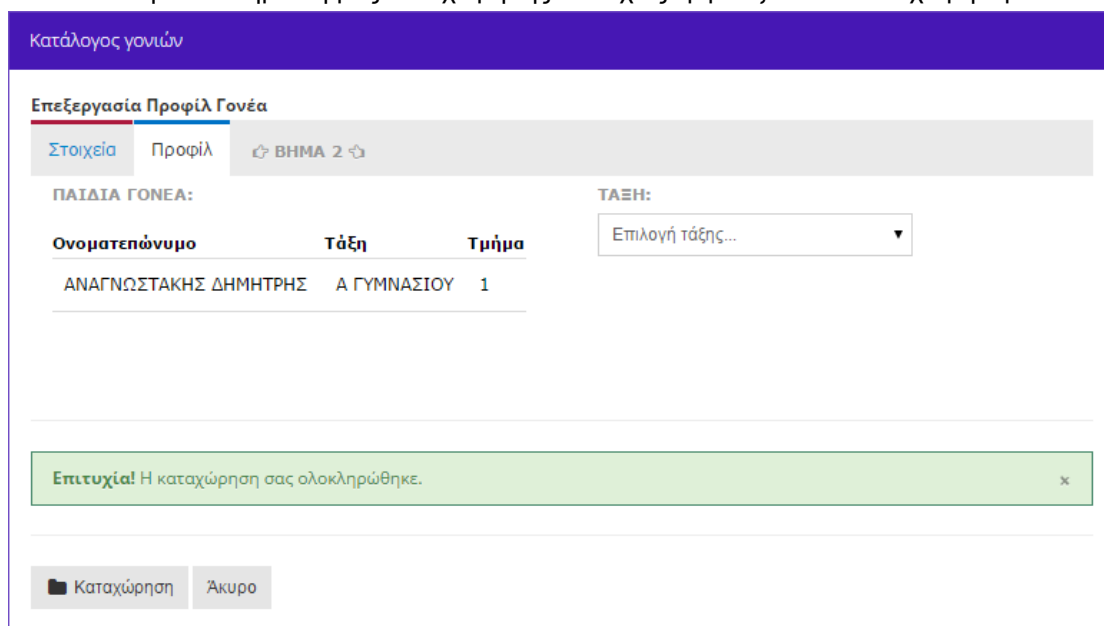 Κατάλογος γονιών
Επεξεργασία Προφίλ Γονέα
Στοιχεία Προφίλ ΒΗΜΑ 2
ΠΑΙΔΙΑ ΓΟΝΕΑ: ΤΑΞΗ:
Επιλογή τάξης...
Ονοματεπώνυμο Τάξη Τμήμα
ΑΝΑΓΝΩΣΤΑΚΗΣ ΔΗΜΗΤΡΗΣ Α ΓΥΜΝΑΣΙΟΥ 1
Επιτυχία! Η καταχώρηση σας ολοκληρώθηκε. ×
Καταχώρηση Άκυρο